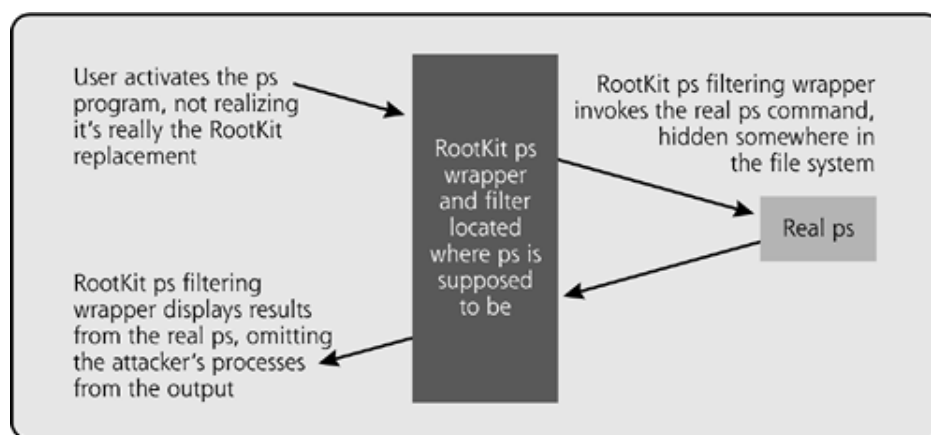 User activates the ps
program, not realizing
it's really the RootKit
replacement
RootKit ps
wrapper
and filter
located
where ps is
supposed
to be
RootKit ps filtering wrapper
invokes the real ps command,
hidden somewhere in
the file system
Real ps
RootKit ps filtering
wrapper displays results
from the real ps, omitting
the attacker's processes
from the output